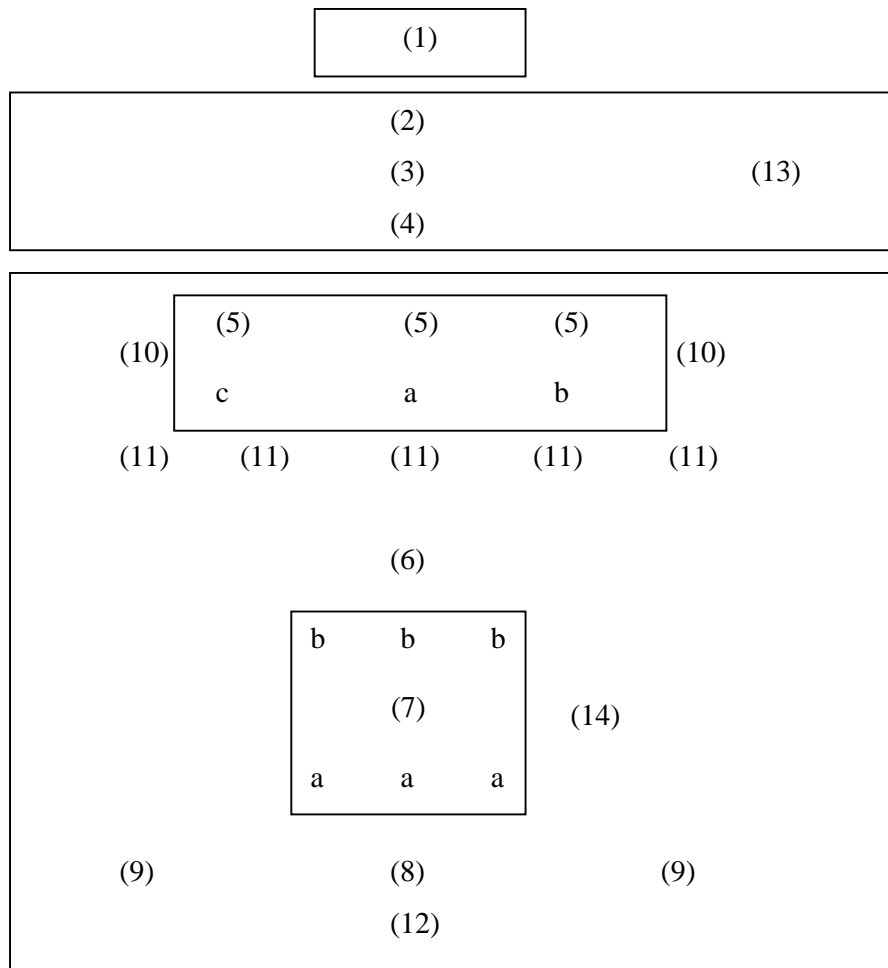 (1)
(2)
(3) (13)
(4)
(5) (5) (5)
(10) (10)
c a b
(11) (11) (11) (11) (11)
(6)
b b b
(7) (14)
a a a
(9) (8) (9)
(12)